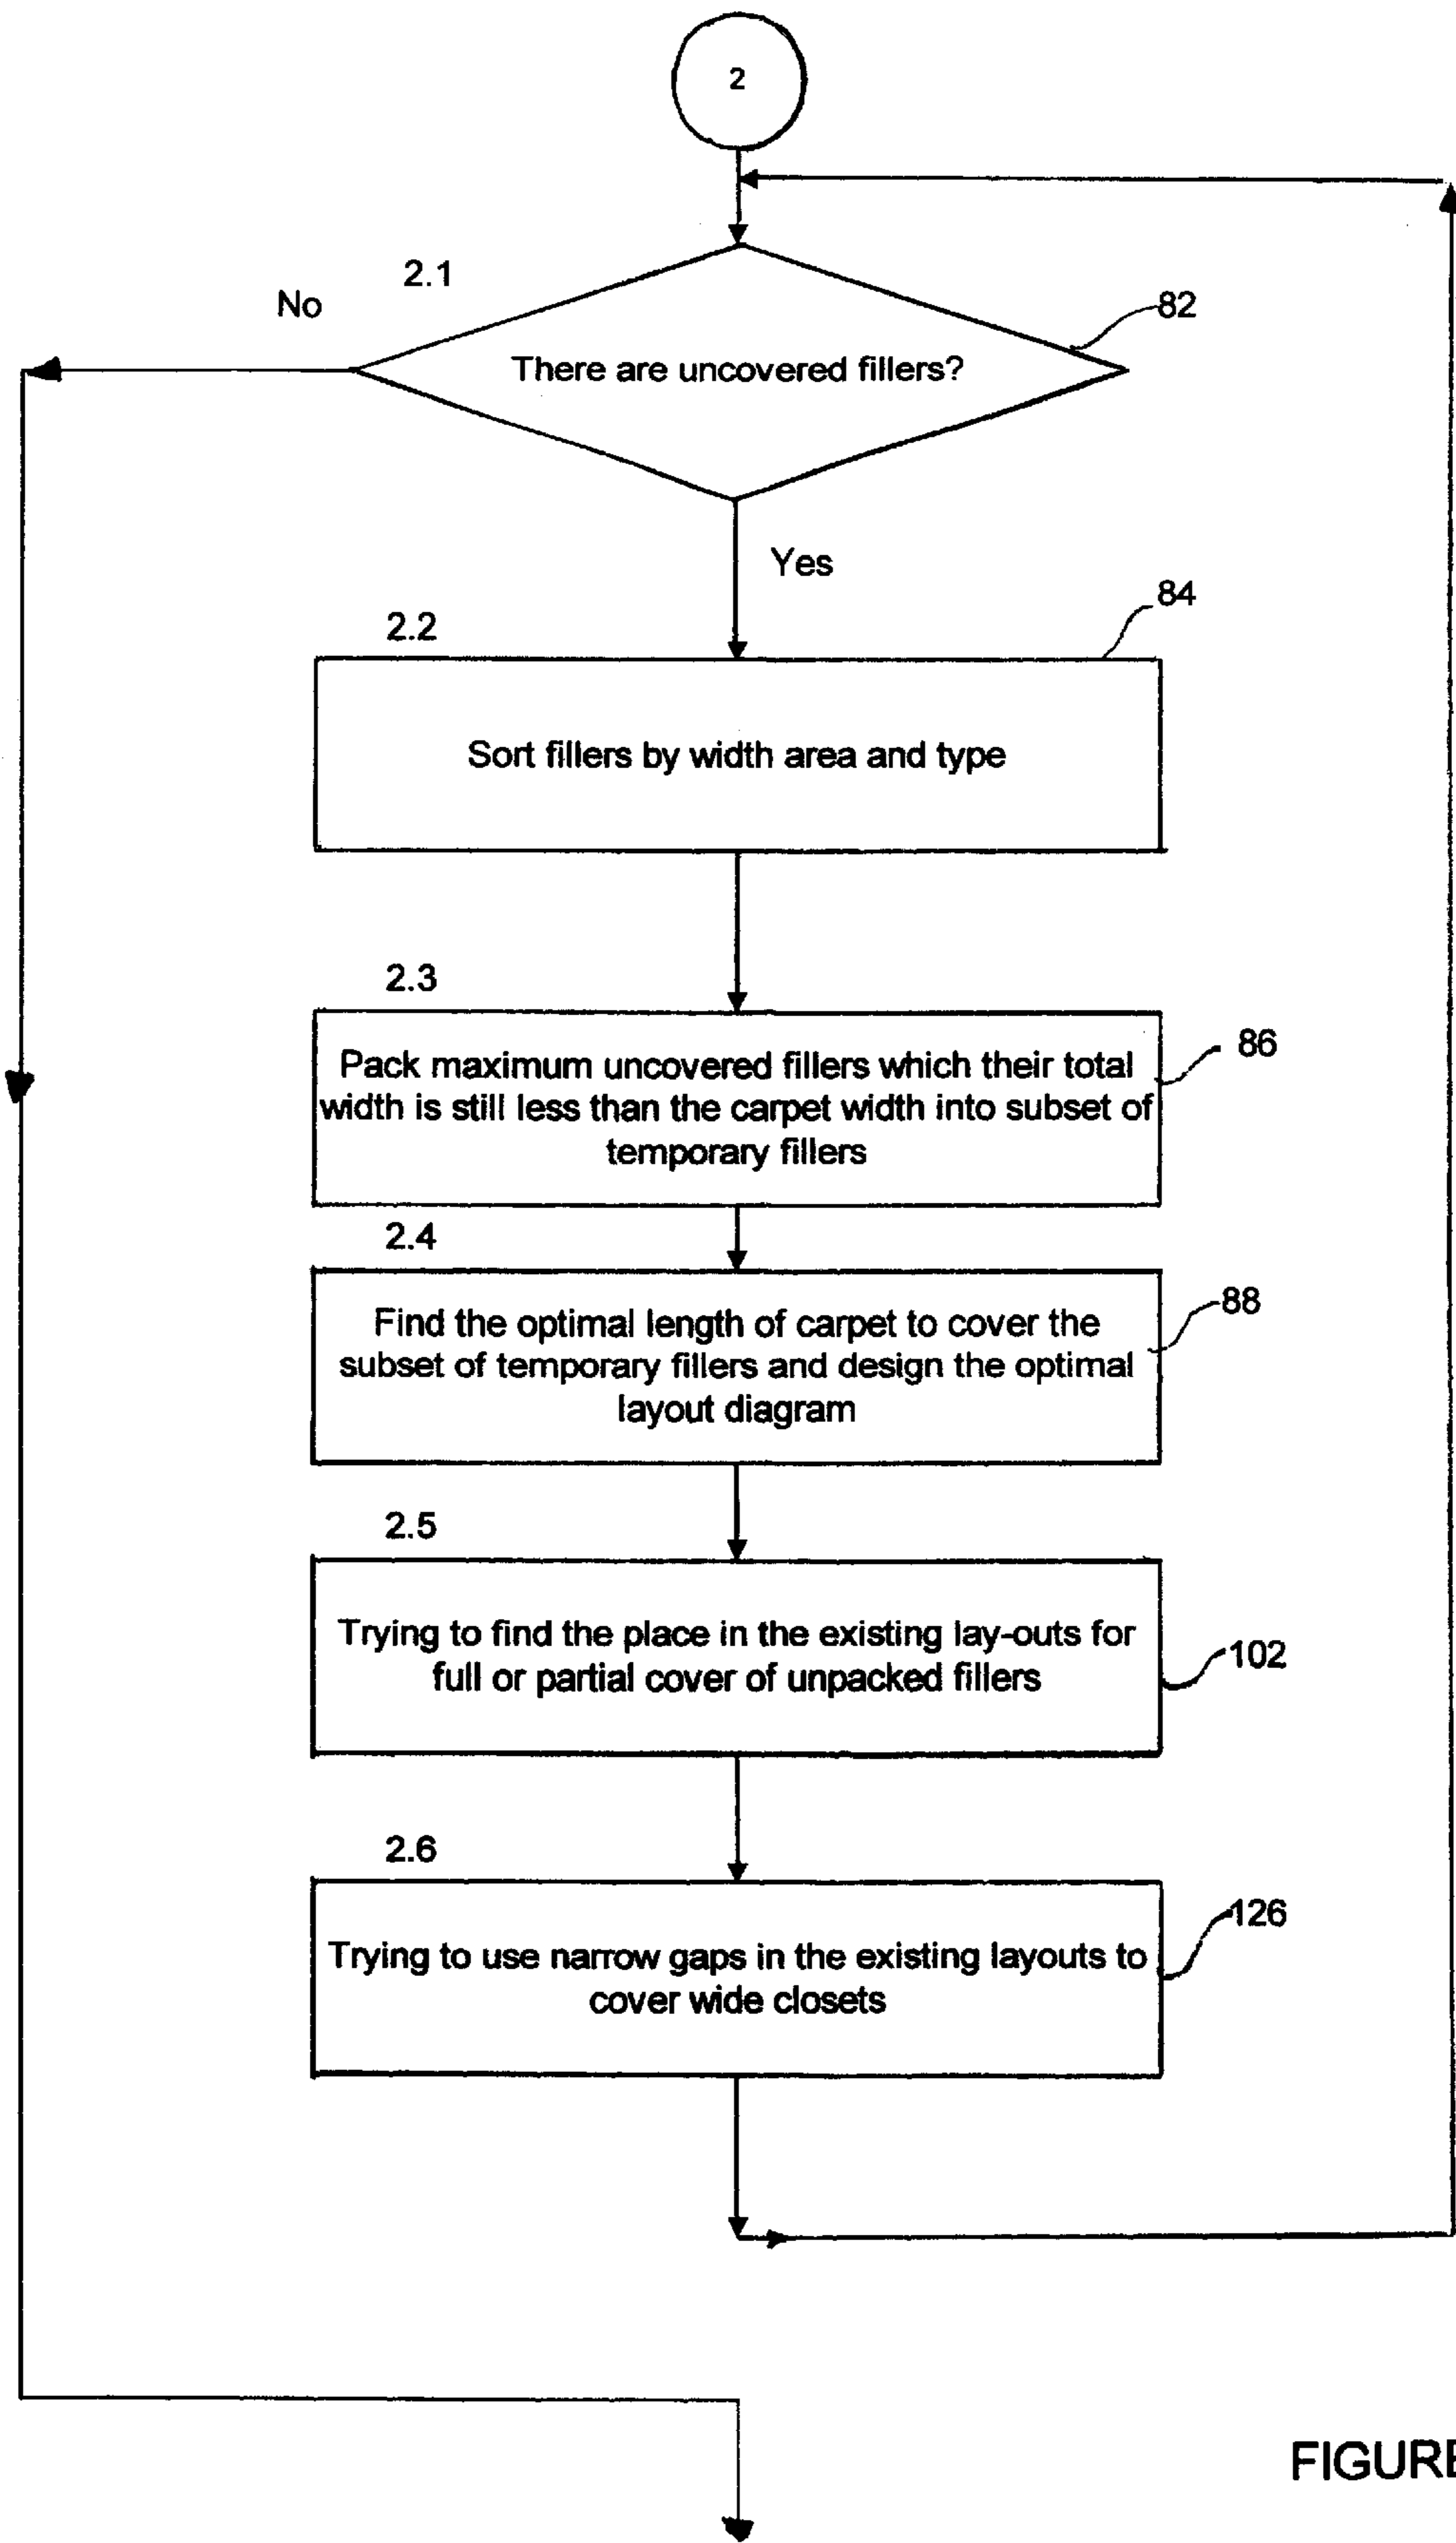 2
2.1
No
82
There are uncovered fillers?
Yes
2.2
84
Sort fillers by width area and type
2.3
86
Pack maximum uncovered fillers which their total
width is still less than the carpet width into subset of
temporary fillers
2.4
88
Find the optimal length of carpet to cover the
subset of temporary fillers and design the optimal
layout diagram
2.5
Trying to find the place in the existing lay-outs for
full or partial cover of unpacked fillers
102
2.6
126
Trying to use narrow gaps in the existing layouts to
cover wide closets
FIGURE